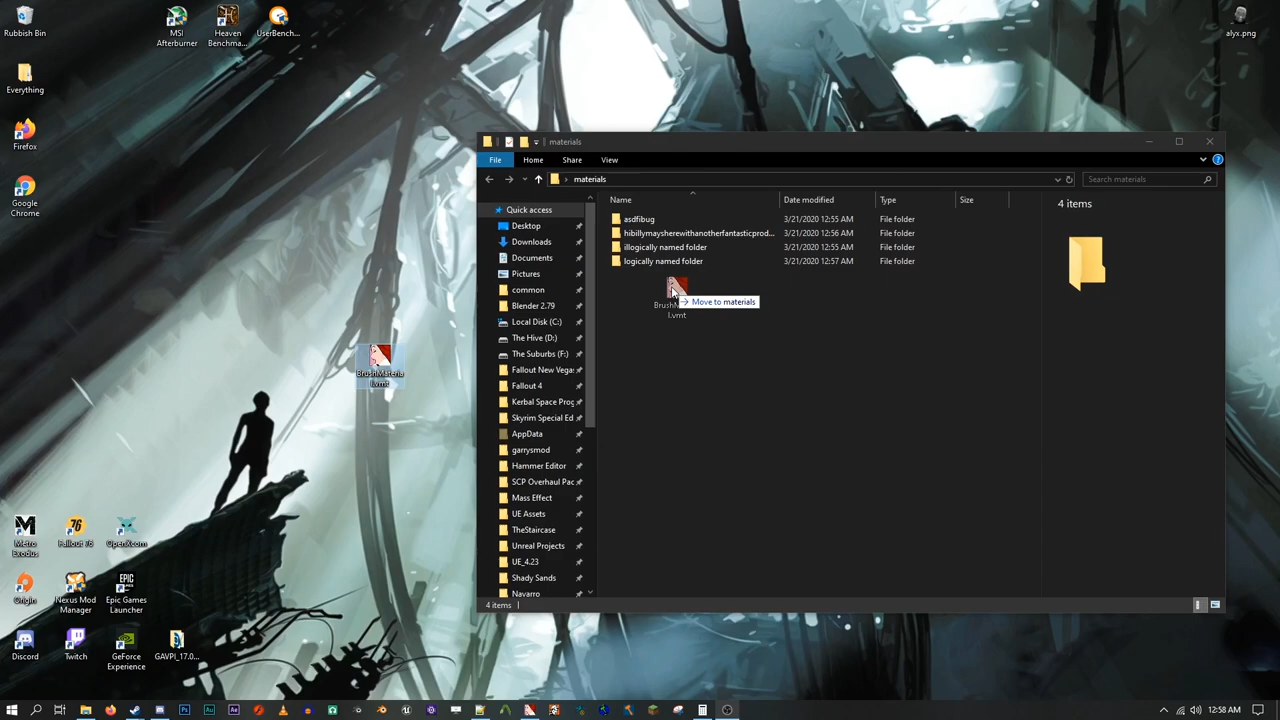 Rubbish Bin
MSI
Afterburner
Heaven
Benchma...
UserBench...
alyx.png
Everything
Firefox
Google
Chrome
materials
File
Home
Share
View
materials
Search materials
Quick access
Desktop
Downloads
Documents
Pictures
common
Blender 2.79
Local Disk (C:)
The Hive (D:)
The Suburbs (F:)
Fallout New Vegas
Fallout 4
Kerbal Space Prog
Skyrim Special Ed
AppData
garrysmod
Hammer Editor
SCP Overhaul Pac
Mass Effect
UE Assets
TheStaircase
Unreal Projects
UE_4.23
Shady Sands
Navarro
Name
Date modified
Type
Size
asdfibug
3/21/2020 12:55 AM
File folder
hibillymaysherewithanotherfantasticprod...
3/21/2020 12:56 AM
File folder
illogically named folder
3/21/2020 12:55 AM
File folder
logically named folder
3/21/2020 12:57 AM
File folder
4 items
Move to materials
l.vmt
BrushMateria
l.vmt
4 items
Metro
Exodus
Fallout 76
OpenXcom
Origin
Nexus Mod
Manager
Epic Games
Launcher
Discord
Twitch
GeForce
Experience
GAVPI_17.0...
12:58 AM